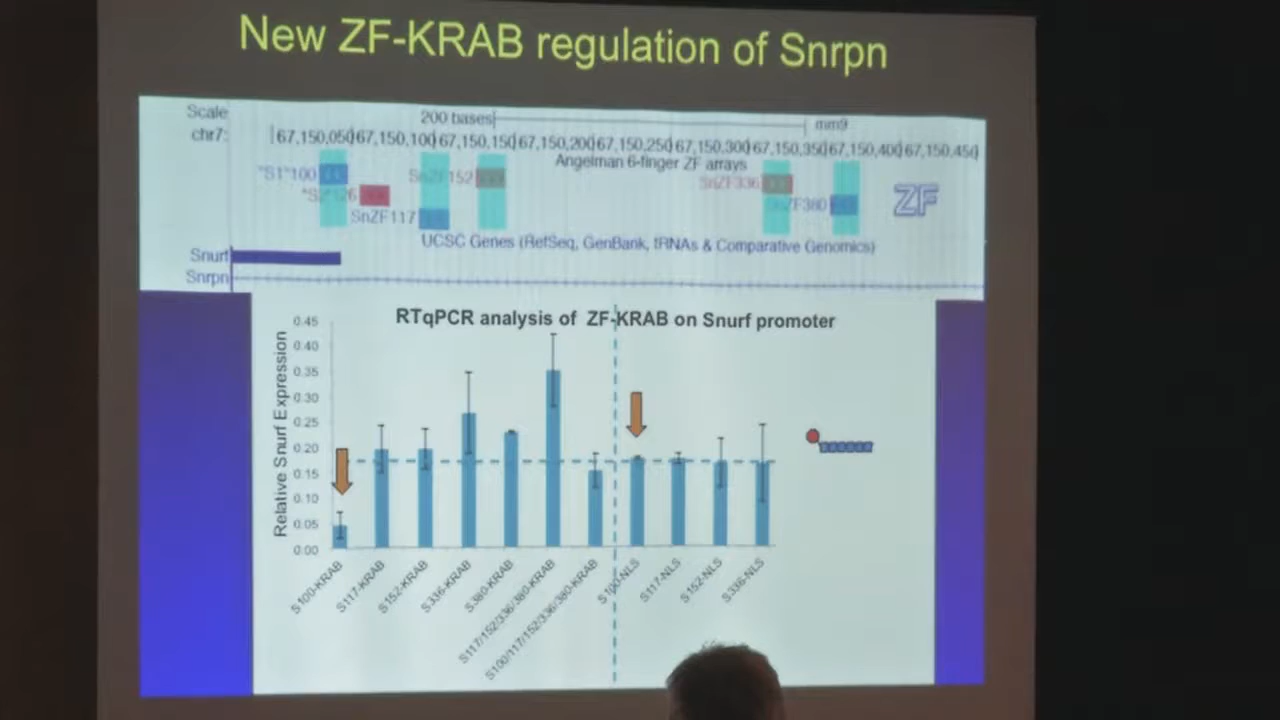 New ZF-KRAB regulation of Snrpn
Scale
200 bases
mm9
chr7:
67,150,050 67,150,100 67,150,150 67,150,200 67,150,250 67,150,300 67,150,350 67,150,400 67,150,450
Angelman 6-finger ZF arrays
"S1"100
SnZF152
SnZF336
ZF
SnZF117
ZF380
UCSC Genes (RefSeq, GenBank, tRNAs & Comparative Genomics)
Snurf
Snrpn
RTqPCR analysis of ZF-KRAB on Snurf promoter
Relative Snurf Expression
0.45
0.40
0.35
0.30
0.25
0.20
0.15
0.10
0.05
0.00
S100-KRAB
S117-KRAB
S152-KRAB
S336-KRAB
S380-KRAB
S117/152/336/380-KRAB
S100/117/152/336/380-KRAB
S100-NLS
S117-NLS
S152-NLS
S336-NLS